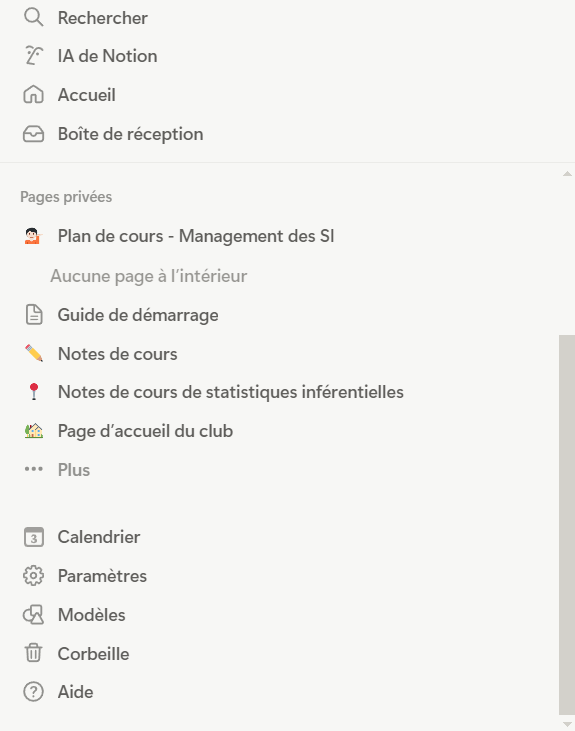 Rechercher
IA de Notion
Accueil
Boîte de réception
Pages privées
Plan de cours - Management des SI
Aucune page à l’intérieur
Guide de démarrage
Notes de cours
Notes de cours de statistiques inférentielles
Page d’accueil du club
Plus
3
Calendrier
Paramètres
Modèles
Corbeille
Aide